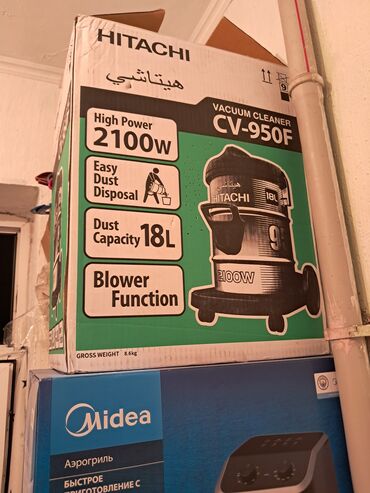 HITACHI
هيتاشي
VACUUM CLEANER
CV-950F
High Power
2100W
Easy
Dust
Disposal
Dust
Capacity 18L
Blower
Function
هيتاشي
HITACHI
18L
2100W
GROSS WEIGHT 8.6kg
Midea
Аэрогриль
БЫСТРОЕ
ПРИГОТОВЛЕНИЕ С